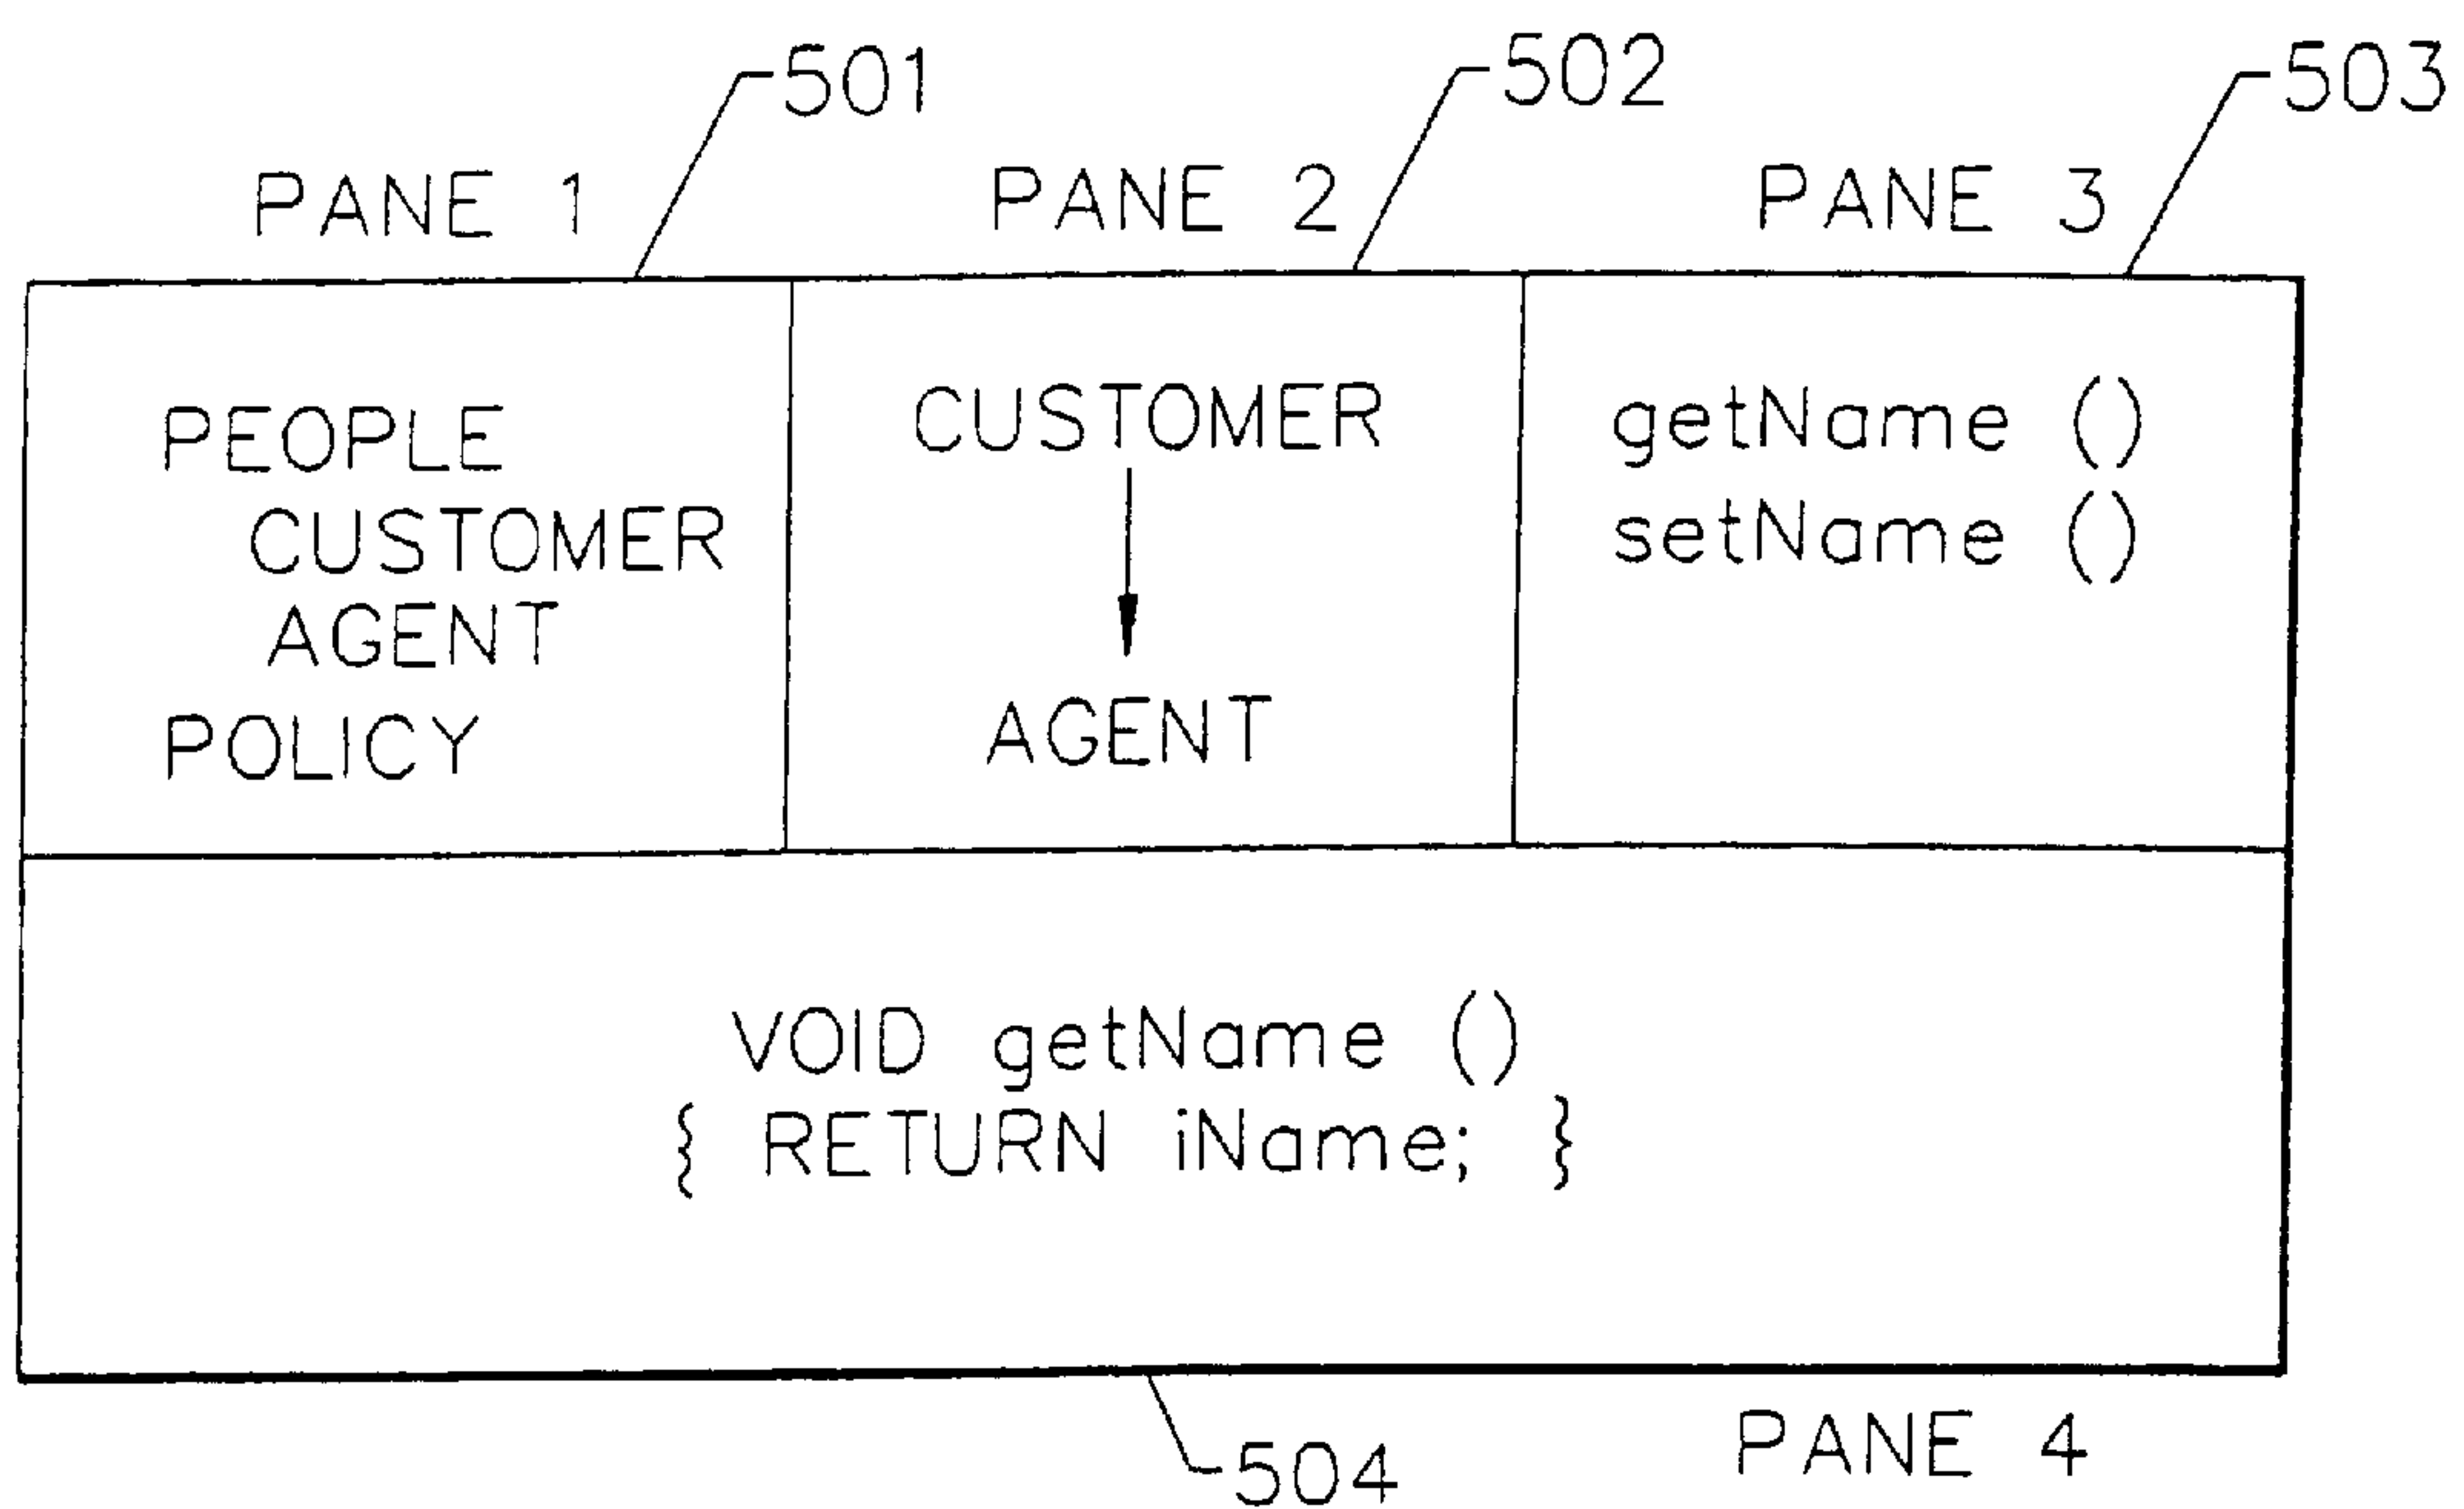 501
502
503
PANE 1
PANE 2
PANE 3
PEOPLE
CUSTOMER
AGENT
POLICY
CUSTOMER
AGENT
getName ()
setName ()
VOID getName ()
{ RETURN iName; }
504
PANE 4